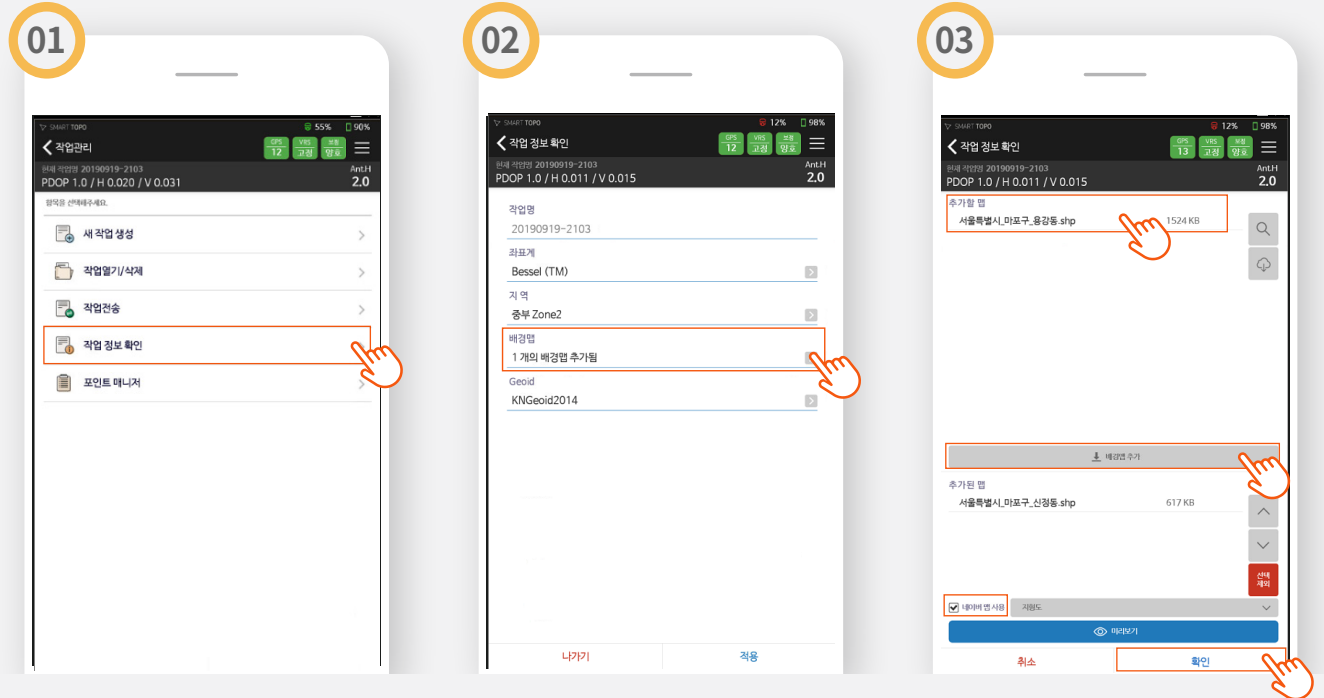 01
SMART TOPO 55% 90%
작업관리 GPS 12 VRS 고정 보정 양호
현재 작업명 20190919-2103 Ant.H
PDOP 1.0 / H 0.020 / V 0.031 2.0
항목을 선택해주세요.
새 작업 생성
작업열기/삭제
작업전송
작업 정보 확인
포인트 매니저
02
SMART TOPO 12% 98%
작업 정보 확인 GPS 12 VRS 고정 보정 양호
현재 작업명 20190919-2103 Ant.H
PDOP 1.0 / H 0.011 / V 0.015 2.0
작업명
20190919-2103
좌표계
Bessel (TM)
지 역
중부 Zone2
배경맵
1 개의 배경맵 추가됨
Geoid
KNGeoid2014
나가기 적용
03
SMART TOPO 12% 98%
작업 정보 확인 GPS 13 VRS 고정 보정 양호
현재 작업명 20190919-2103 Ant.H
PDOP 1.0 / H 0.011 / V 0.015 2.0
추가할 맵
서울특별시_마포구_용강동.shp 1524 KB
배경맵 추가
추가된 맵
서울특별시_마포구_신정동.shp 617 KB
선택
제외
네이버 맵 사용 지형도
미리보기
취소 확인